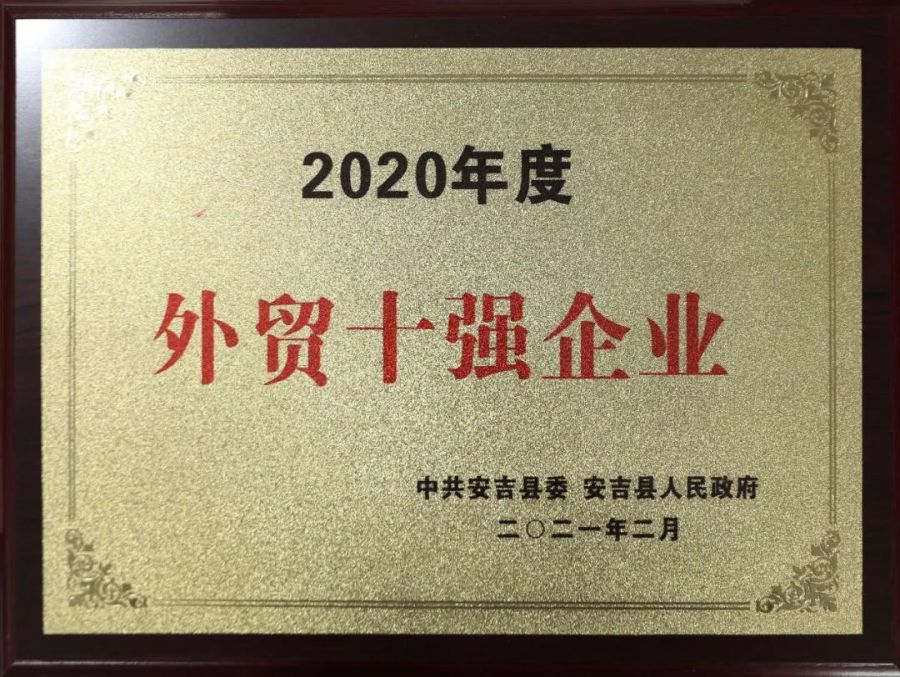 2020年度
外贸十强企业
中共安吉县委 安吉县人民政府
二〇二一年二月